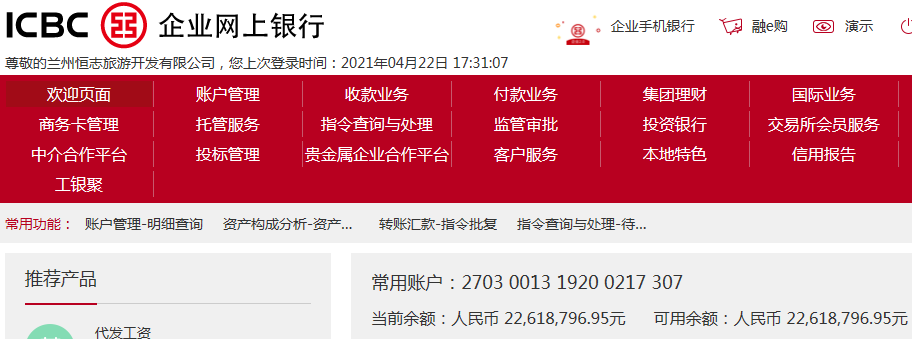 ICBC 企业网上银行 企业手机银行 融e购 演示
尊敬的兰州恒志旅游开发有限公司，您上次登录时间：2021年04月22日 17:31:07
欢迎页面 账户管理 收款业务 付款业务 集团理财 国际业务
商务卡管理 托管服务 指令查询与处理 监管审批 投资银行 交易所会员服务
中介合作平台 投标管理 贵金属企业合作平台 客户服务 本地特色 信用报告
工银聚
常用功能： 账户管理-明细查询 资产构成分析-资产... 转账汇款-指令批复 指令查询与处理-待...
推荐产品
代发工资
常用账户：2703 0013 1920 0217 307
当前余额：人民币 22,618,796.95元 可用余额：人民币 22,618,796.95元